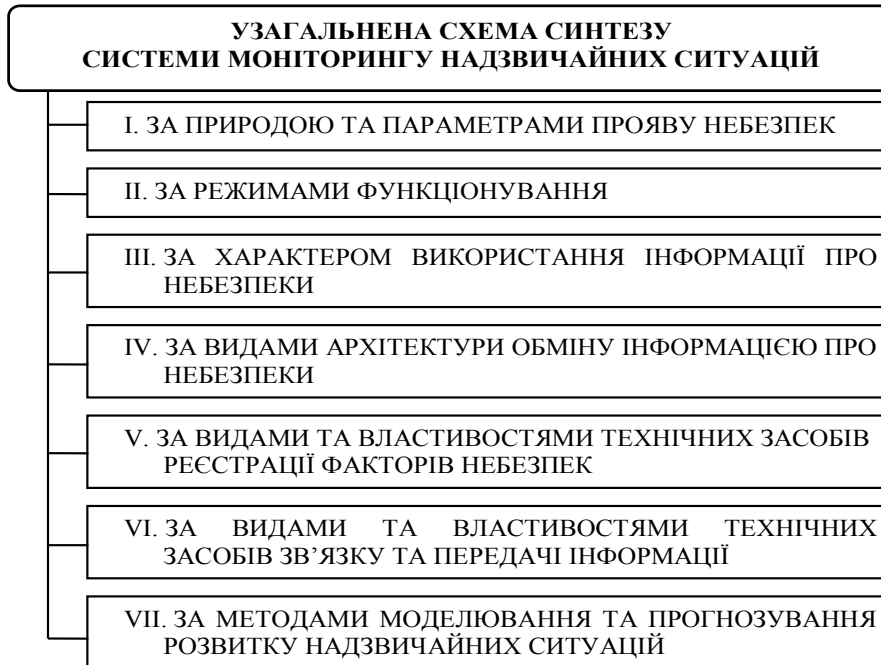 УЗАГАЛЬНЕНА СХЕМА СИНТЕЗУ
СИСТЕМИ МОНІТОРИНГУ НАДЗВИЧАЙНИХ СИТУАЦІЙ
І. ЗА ПРИРОДОЮ ТА ПАРАМЕТРАМИ ПРОЯВУ НЕБЕЗПЕК
ІІ. ЗА РЕЖИМАМИ ФУНКЦІОНУВАННЯ
ІІІ. ЗА ХАРАКТЕРОМ ВИКОРИСТАННЯ ІНФОРМАЦІЇ ПРО
НЕБЕЗПЕКИ
IV. ЗА ВИДАМИ АРХІТЕКТУРИ ОБМІНУ ІНФОРМАЦІЄЮ ПРО
НЕБЕЗПЕКИ
V. ЗА ВИДАМИ ТА ВЛАСТИВОСТЯМИ ТЕХНІЧНИХ ЗАСОБІВ
РЕЄСТРАЦІЇ ФАКТОРІВ НЕБЕЗПЕК
VI. ЗА ВИДАМИ ТА ВЛАСТИВОСТЯМИ ТЕХНІЧНИХ
ЗАСОБІВ ЗВ’ЯЗКУ ТА ПЕРЕДАЧІ ІНФОРМАЦІЇ
VII. ЗА МЕТОДАМИ МОДЕЛЮВАННЯ ТА ПРОГНОЗУВАННЯ
РОЗВИТКУ НАДЗВИЧАЙНИХ СИТУАЦІЙ